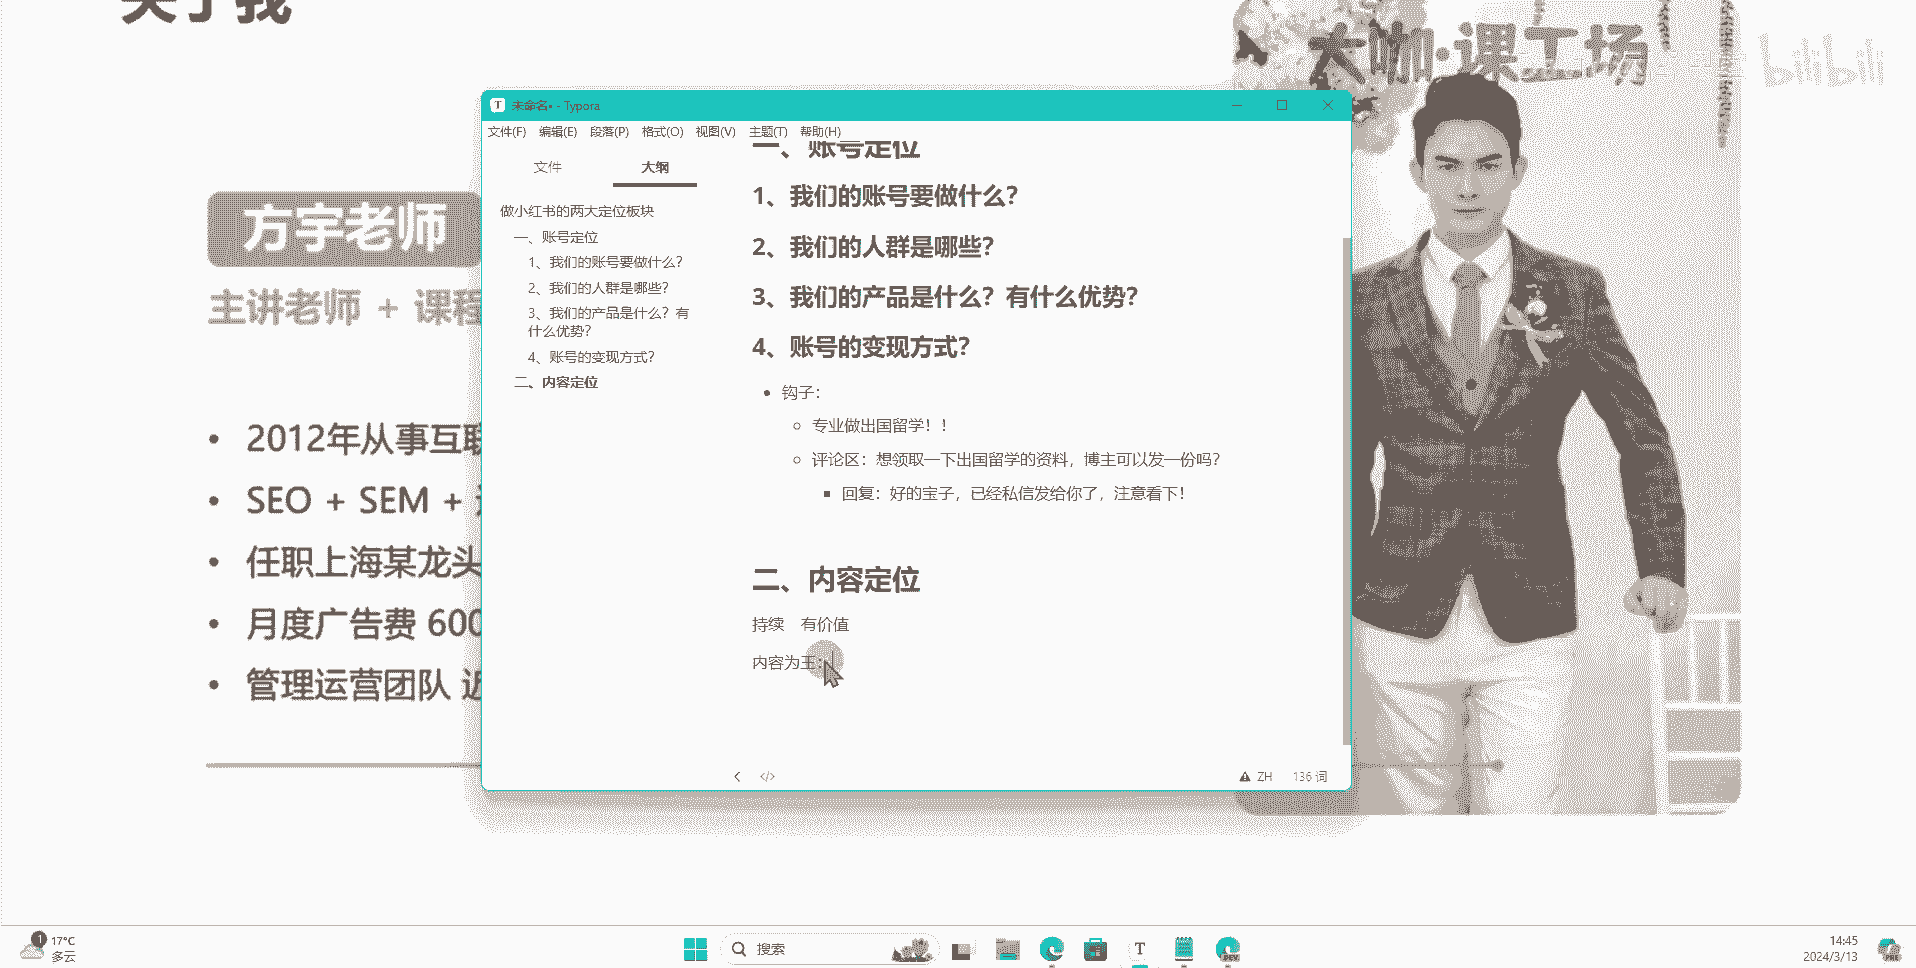 关于我
大咖·课工场
bilibili
方宇老师
主讲老师 + 课程
2012年从事互联
SEO + SEM +
任职上海某龙头
月度广告费 600
管理运营团队 近
未命名• - Typora
文件(F) 编辑(E) 段落(P) 格式(O) 视图(V) 主题(T) 帮助(H)
文件 大纲
做小红书的两大定位板块
一、账号定位
1、我们的账号要做什么？
2、我们的人群是哪些？
3、我们的产品是什么？有
什么优势？
4、账号的变现方式？
二、内容定位
一、账号定位
1、我们的账号要做什么？
2、我们的人群是哪些？
3、我们的产品是什么？有什么优势？
4、账号的变现方式？
钩子：
专业做出国留学！！
评论区：想领取一下出国留学的资料，博主可以发一份吗？
回复：好的宝子，已经私信发给你了，注意看下！
二、内容定位
持续 有价值
内容为王：
ZH 136 词
1 17°C
多云
搜索
T
DEV
14:45
2024/3/13
PRE